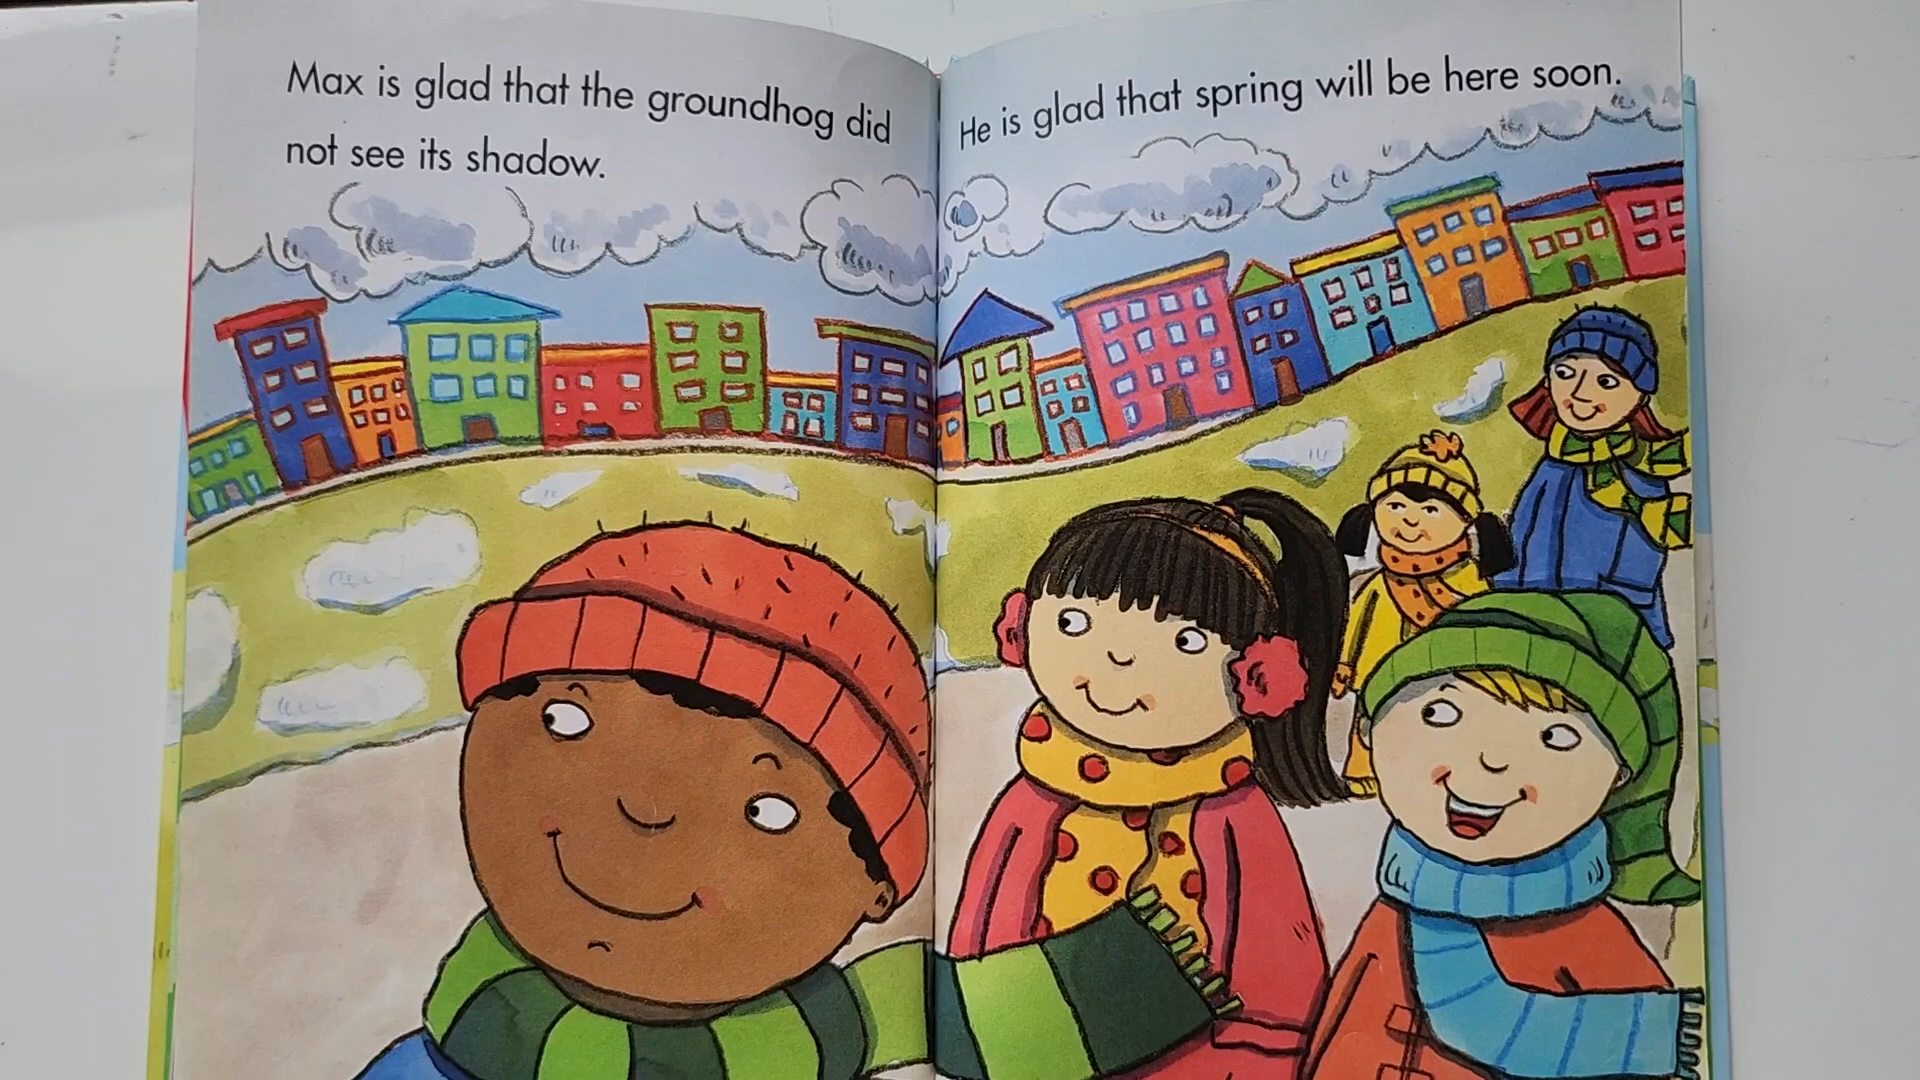 Max is glad that the groundhog did
not see its shadow.
He is glad that spring will be here soon.